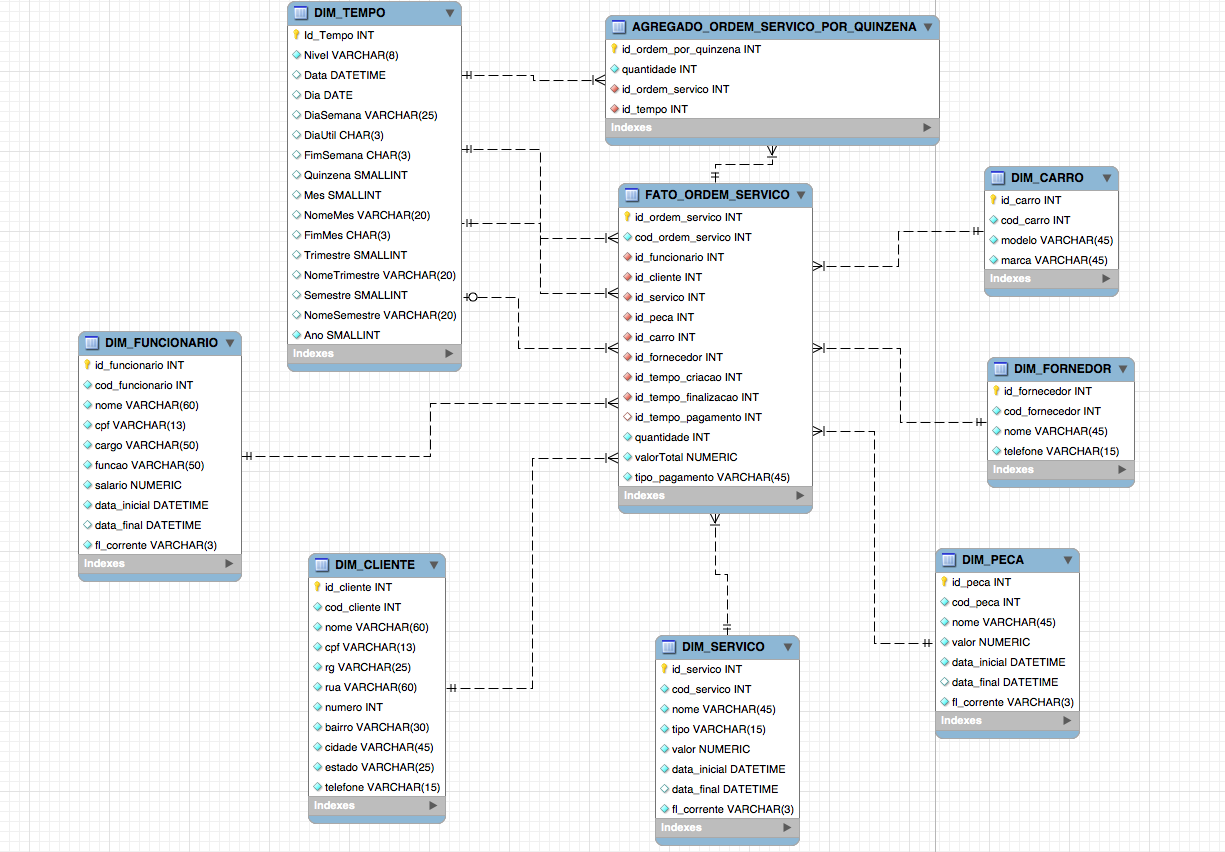 DIM_TEMPO
Id_Tempo INT
Nivel VARCHAR(8)
Data DATETIME
Dia DATE
DiaSemana VARCHAR(25)
DiaUtil CHAR(3)
FimSemana CHAR(3)
Quinzena SMALLINT
Mes SMALLINT
NomeMes VARCHAR(20)
FimMes CHAR(3)
Trimestre SMALLINT
NomeTrimestre VARCHAR(20)
Semestre SMALLINT
NomeSemestre VARCHAR(20)
Ano SMALLINT
Indexes
AGREGADO_ORDEM_SERVICO_POR_QUINZENA
id_ordem_por_quinzena INT
quantidade INT
id_ordem_servico INT
id_tempo INT
Indexes
FATO_ORDEM_SERVICO
id_ordem_servico INT
cod_ordem_servico INT
id_funcionario INT
id_cliente INT
id_servico INT
id_peca INT
id_carro INT
id_fornecedor INT
id_tempo_criacao INT
id_tempo_finalizacao INT
id_tempo_pagamento INT
quantidade INT
valorTotal NUMERIC
tipo_pagamento VARCHAR(45)
Indexes
DIM_CARRO
id_carro INT
cod_carro INT
modelo VARCHAR(45)
marca VARCHAR(45)
Indexes
DIM_FUNCIONARIO
id_funcionario INT
cod_funcionario INT
nome VARCHAR(60)
cpf VARCHAR(13)
cargo VARCHAR(50)
funcao VARCHAR(50)
salario NUMERIC
data_inicial DATETIME
data_final DATETIME
fl_corrente VARCHAR(3)
Indexes
DIM_FORNEDOR
id_fornecedor INT
cod_fornecedor INT
nome VARCHAR(45)
telefone VARCHAR(15)
Indexes
DIM_CLIENTE
id_cliente INT
cod_cliente INT
nome VARCHAR(60)
cpf VARCHAR(13)
rg VARCHAR(25)
rua VARCHAR(60)
numero INT
bairro VARCHAR(30)
cidade VARCHAR(45)
estado VARCHAR(25)
telefone VARCHAR(15)
Indexes
DIM_PECA
id_peca INT
cod_peca INT
nome VARCHAR(45)
valor NUMERIC
data_inicial DATETIME
data_final DATETIME
fl_corrente VARCHAR(3)
Indexes
DIM_SERVICO
id_servico INT
cod_servico INT
nome VARCHAR(45)
tipo VARCHAR(15)
valor NUMERIC
data_inicial DATETIME
data_final DATETIME
fl_corrente VARCHAR(3)
Indexes